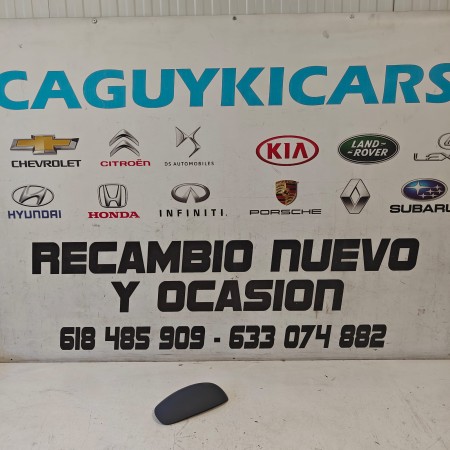 CAGUYKICARS
CHEVROLET CITROËN DS AUTOMOBILES KIA LAND- ROVER
HYUNDAI HONDA INFINITI PORSCHE RENAULT SUBARU
RECAMBIO NUEVO
Y OCASION
618 485 909 - 633 074 882